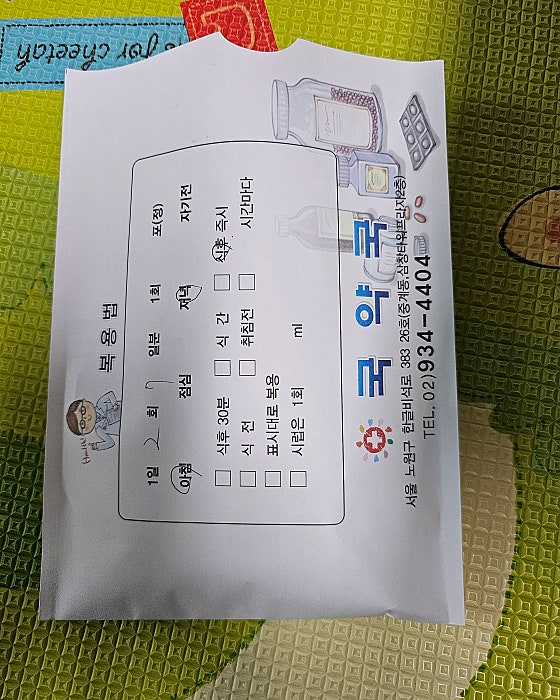 복용법
1일 2 회 7 일분 1회 포(정)
아침 점심 저녁 자기전
식후 30분 식 간 식후 즉시
식 전 취침전 시간마다
표시대로 복용
시럽은 1회 ml
국 약 국
서울 노원구 한글비석로 383 26호(중계동,삼창타워프라자2층)
TEL. 02)934-4404
for cheetah